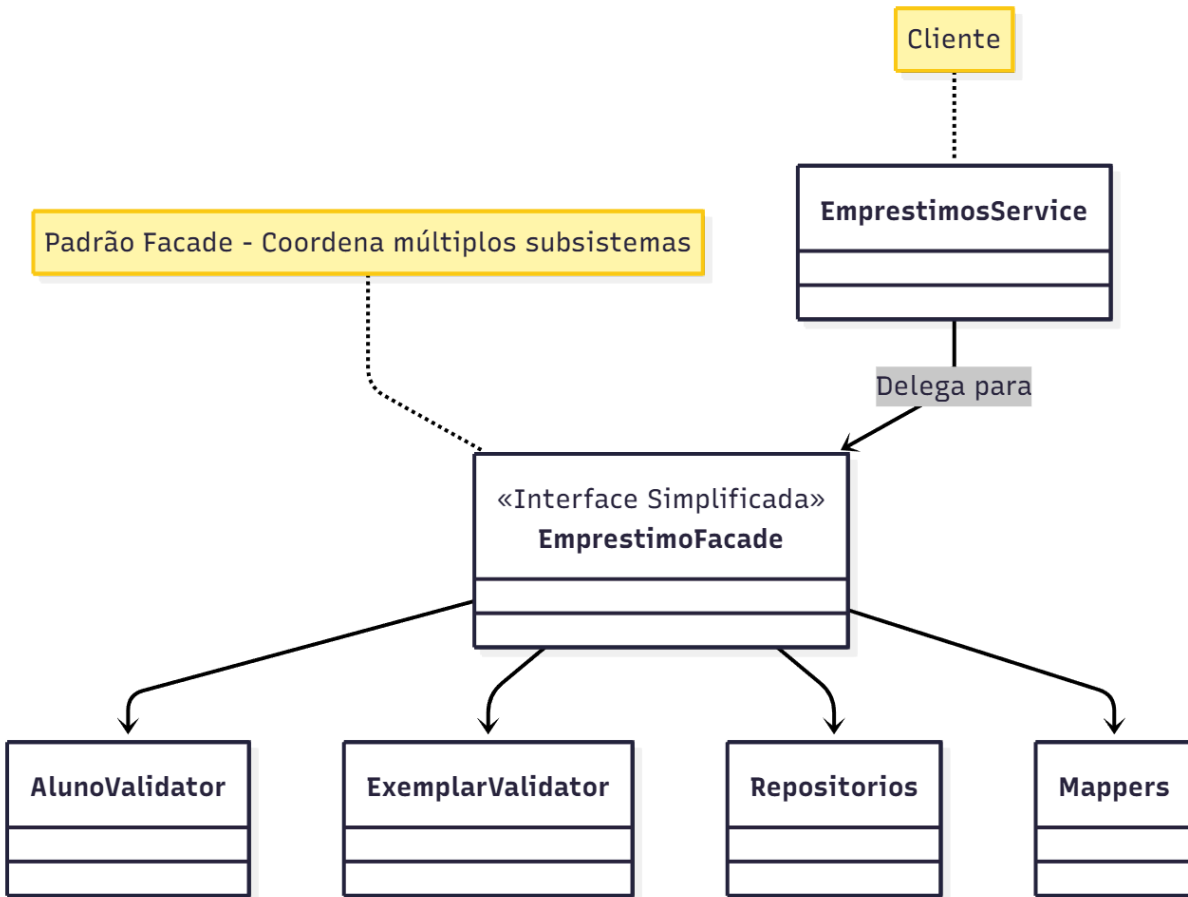 Cliente
EmprestimosService
Padrão Facade - Coordena múltiplos subsistemas
Delega para
«Interface Simplificada»
EmprestimoFacade
AlunoValidator
ExemplarValidator
Repositorios
Mappers